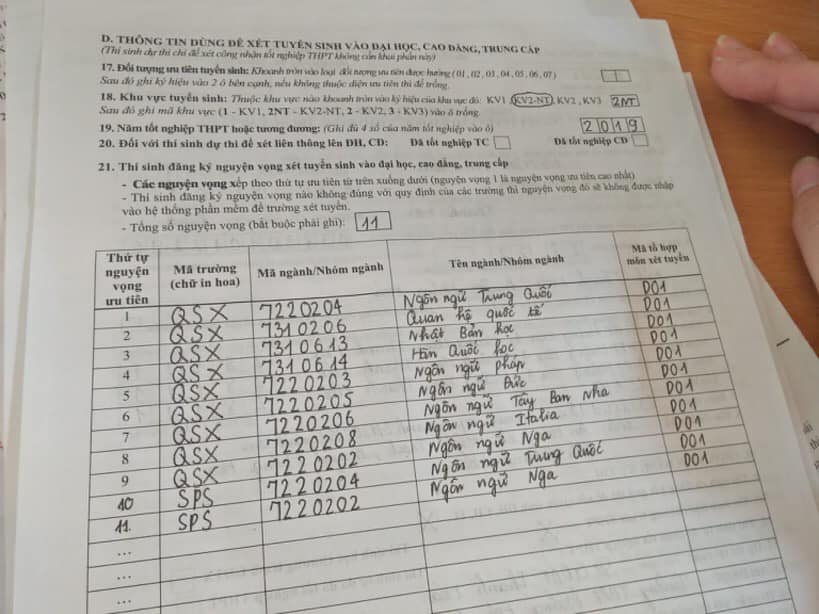 D. THÔNG TIN DÙNG ĐỂ XÉT TUYỂN SINH VÀO ĐẠI HỌC, CAO ĐẲNG, TRUNG CẤP
(Thí sinh dự thi chỉ để xét công nhận tốt nghiệp THPT không cần khai phần này)
17. Đối tượng ưu tiên tuyển sinh: Khoanh tròn vào loại đối tượng ưu tiên được hưởng (01, 02, 03, 04, 05, 06, 07)
Sau đó ghi ký hiệu vào 2 ô bên cạnh, nếu không thuộc diện ưu tiên thì để trống.
18. Khu vực tuyển sinh: Thuộc khu vực nào khoanh tròn vào ký hiệu của khu vực đó: KV1, KV2-NT, KV2, KV3 2NT
Sau đó ghi mã khu vực (1 - KV1, 2NT - KV2-NT, 2 - KV2, 3 - KV3) vào ô trống.
19. Năm tốt nghiệp THPT hoặc tương đương: (Ghi đủ 4 số của năm tốt nghiệp vào ô) 2019
20. Đối với thí sinh dự thi để xét liên thông lên ĐH, CĐ: Đã tốt nghiệp TC Đã tốt nghiệp CĐ
21. Thí sinh đăng ký nguyện vọng xét tuyển sinh vào đại học, cao đẳng, trung cấp
- Các nguyện vọng xếp theo thứ tự ưu tiên từ trên xuống dưới (nguyện vọng 1 là nguyện vọng ưu tiên cao nhất)
- Thí sinh đăng ký nguyện vọng nào không đúng với quy định của các trường thì nguyện vọng đó sẽ không được nhập
vào hệ thống phần mềm để trường xét tuyển.
- Tổng số nguyện vọng (bắt buộc phải ghi): 11
Thứ tự nguyện vọng ưu tiên Mã trường (chữ in hoa) Mã ngành/Nhóm ngành Tên ngành/Nhóm ngành Mã tổ hợp môn xét tuyển
1 QSX 7220204 Ngôn ngữ Trung Quốc D01
2 QSX 7310206 Quan hệ quốc tế D01
3 QSX 7310613 Nhật Bản học D01
4 QSX 7310614 Hàn Quốc học D01
5 QSX 7220203 Ngôn ngữ pháp D01
6 QSX 7220205 Ngôn ngữ Đức D01
7 QSX 7220206 Ngôn ngữ Tây Ban Nha D01
8 QSX 7220208 Ngôn ngữ Italia D01
9 QSX 7220202 Ngôn ngữ Nga D01
10 SPS 7220204 Ngôn ngữ Trung Quốc D01
11. SPS 7220202 Ngôn ngữ Nga D01
...
...
...